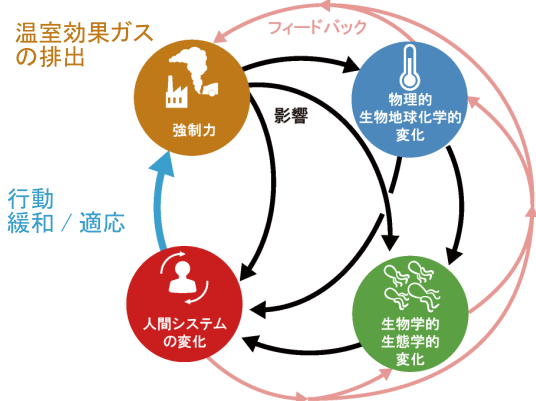 温室効果ガス
の排出
フィードバック
強制力
物理的
生物地球化学的
変化
影響
行動
緩和 / 適応
人間システム
の変化
生物学的
生態学的
変化